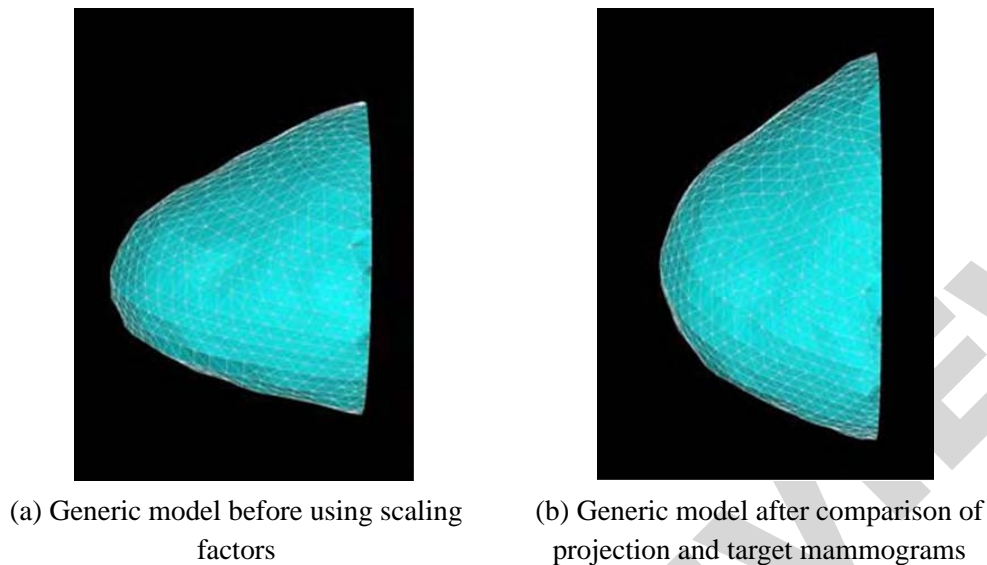 (a) Generic model before using scaling
factors
(b) Generic model after comparison of
projection and target mammograms